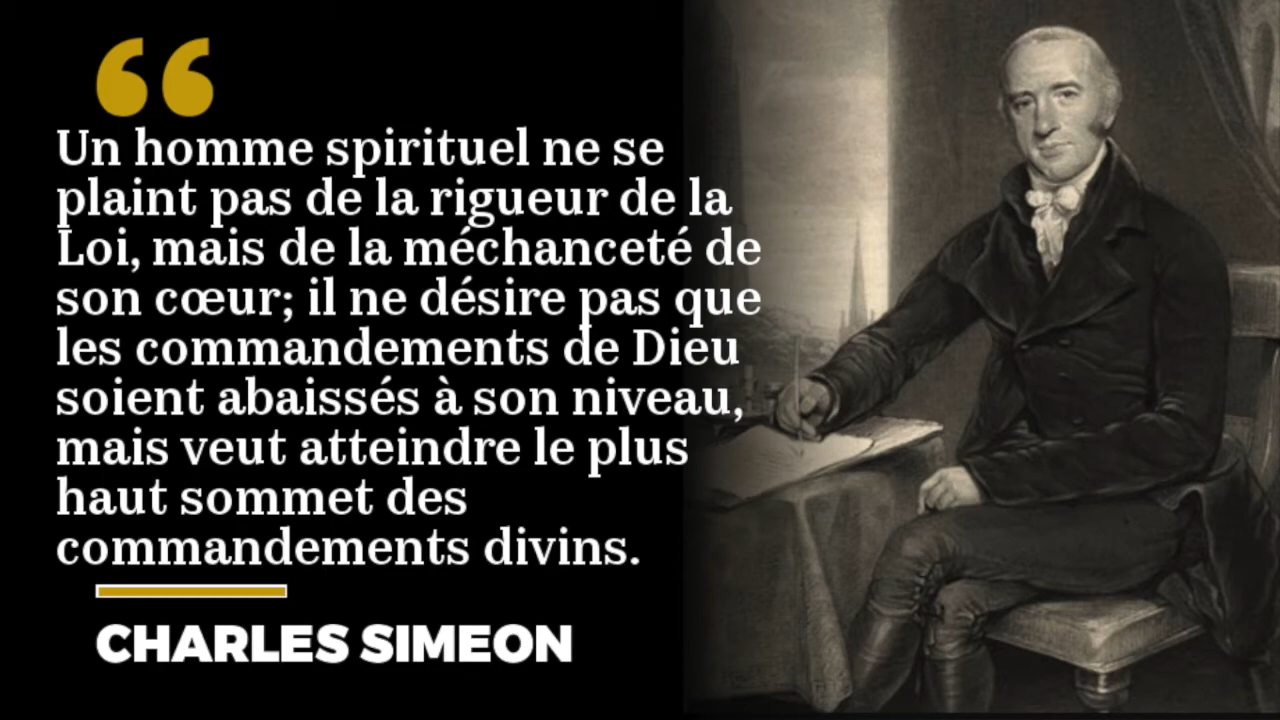 “
Un homme spirituel ne se
plaint pas de la rigueur de la
Loi, mais de la méchanceté de
son cœur; il ne désire pas que
les commandements de Dieu
soient abaissés à son niveau,
mais veut atteindre le plus
haut sommet des
commandements divins.
CHARLES SIMEON